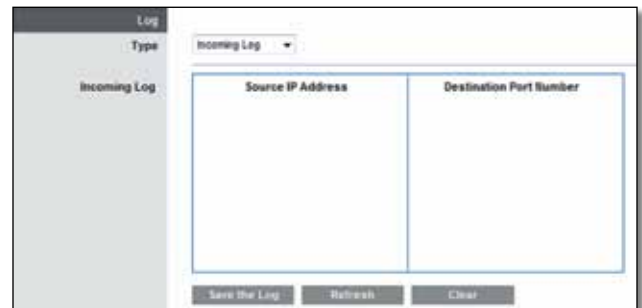 Log
Type Incoming Log
Incoming Log Source IP Address Destination Port Number
Save the Log Refresh Clear